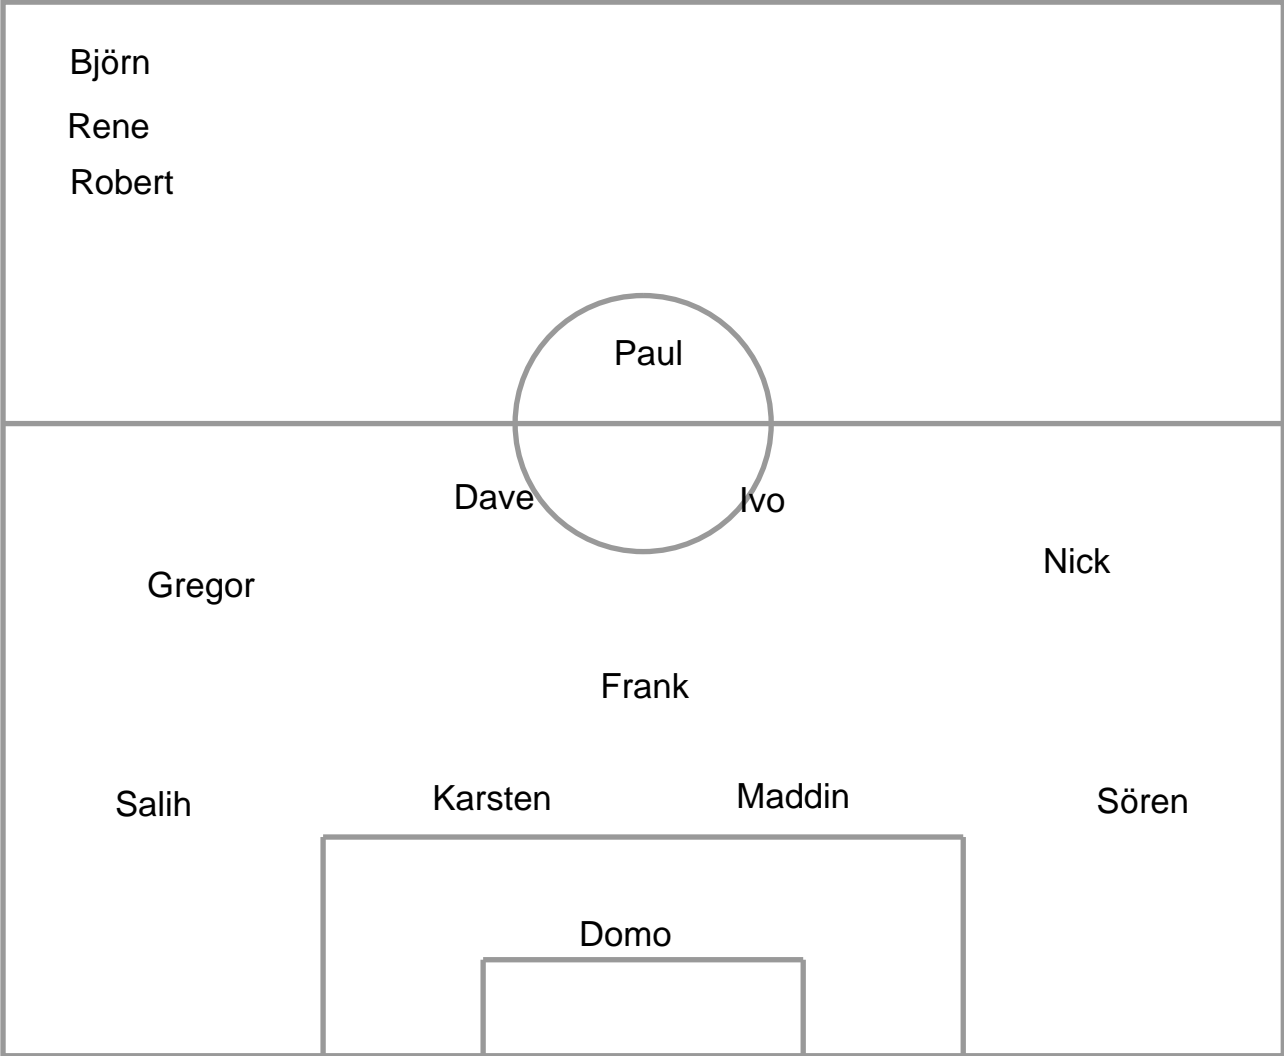 Björn
Rene
Robert
Paul
Dave
Ivo
Nick
Gregor
Frank
Salih
Karsten
Maddin
Sören
Domo